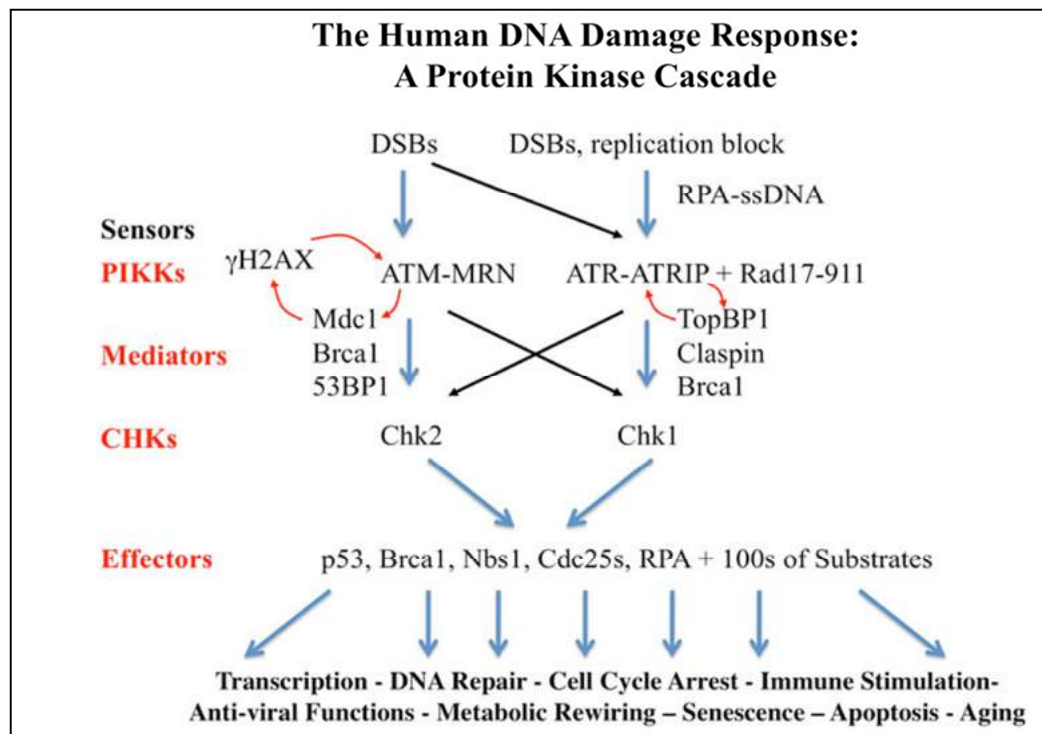 The Human DNA Damage Response:
A Protein Kinase Cascade
DSBs DSBs, replication block
RPA-ssDNA
Sensors
PIKKs γH2AX ATM-MRN ATR-ATRIP + Rad17-911
Mdc1 TopBP1
Mediators Brca1 Claspin
53BP1 Brca1
CHKs Chk2 Chk1
Effectors p53, Brca1, Nbs1, Cdc25s, RPA + 100s of Substrates
Transcription - DNA Repair - Cell Cycle Arrest - Immune Stimulation-
Anti-viral Functions - Metabolic Rewiring – Senescence – Apoptosis - Aging